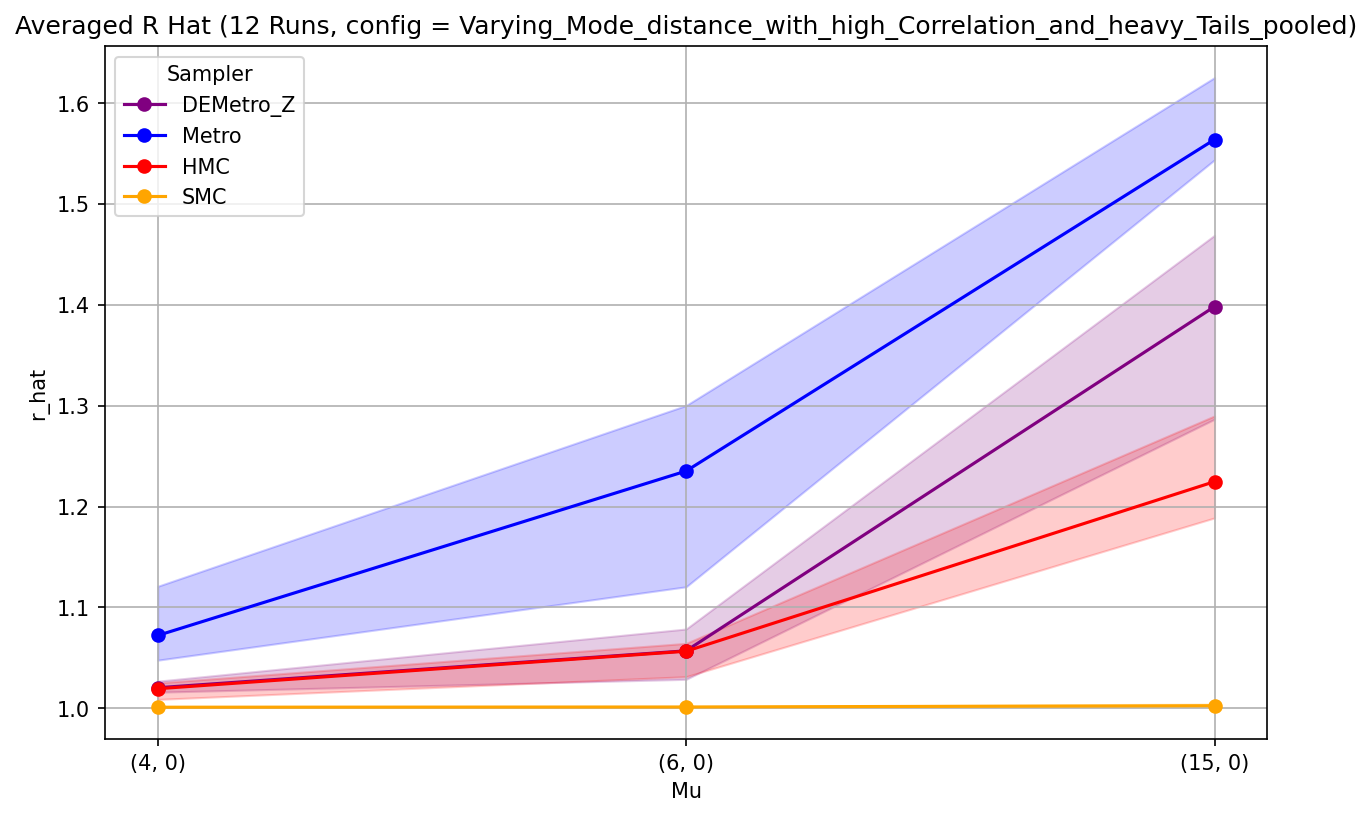 Averaged R Hat (12 Runs, config = Varying_Mode_distance_with_high_Correlation_and_heavy_Tails_pooled)
Sampler
DEMetro_Z
Metro
HMC
SMC
r_hat
1.6
1.5
1.4
1.3
1.2
1.1
1.0
(4, 0)
(6, 0)
(15, 0)
Mu